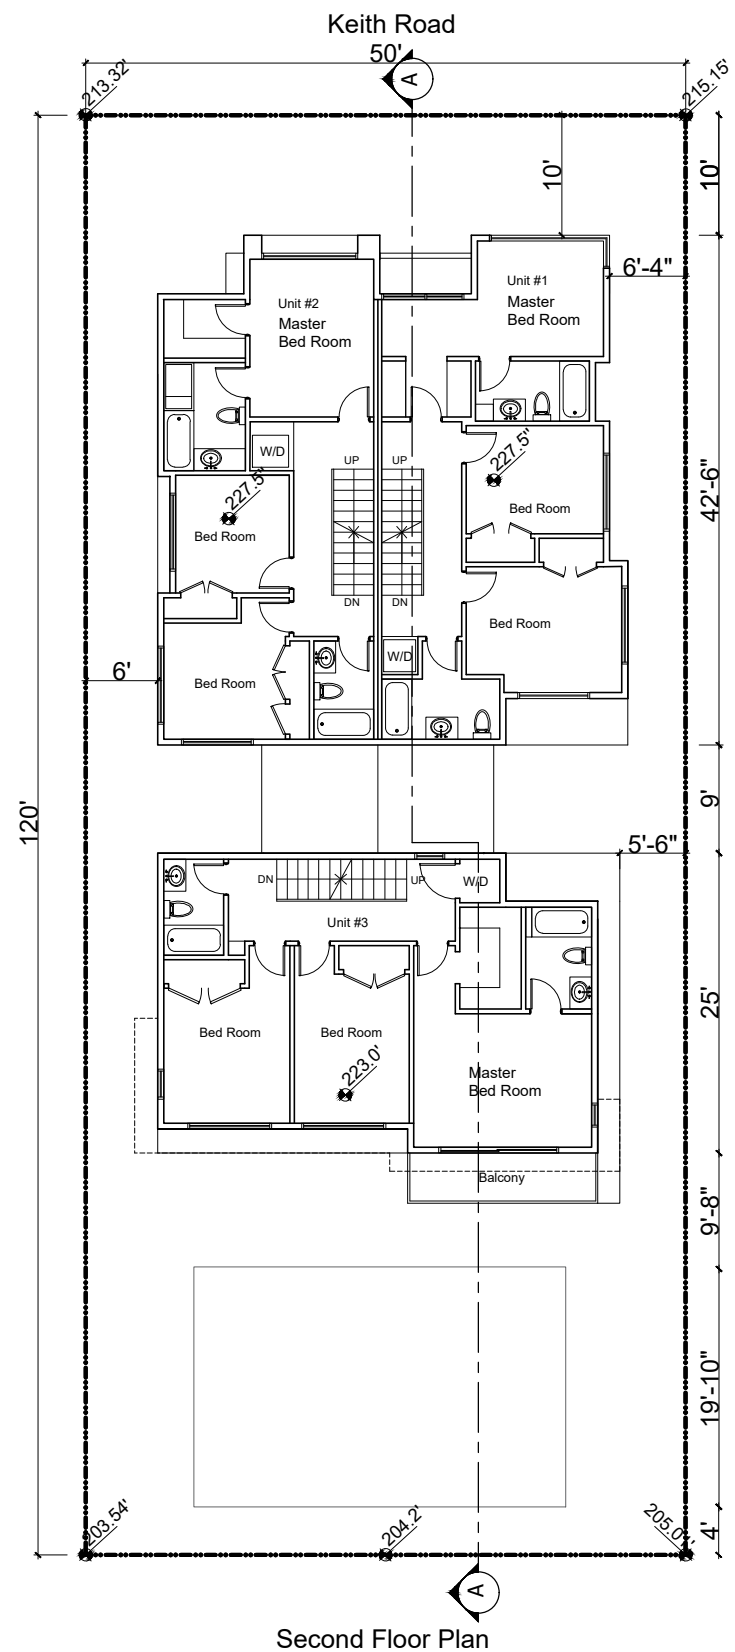 Keith Road
50'
A
213.32'
215.15'
10'
10'
6'-4"
Unit #2
Master
Bed Room
Unit #1
Master
Bed Room
W/D
UP
UP
227.5"
227.5"
Bed Room
Bed Room
42'-6"
DN
DN
Bed Room
W/D
Bed Room
6'
120'
9'
5'-6"
DN
UP
W/D
Unit #3
25'
Bed Room
Bed Room
223.0'
Master
Bed Room
Balcony
9'-8"
19'-10"
203.54'
204.2'
4'
A
Second Floor Plan